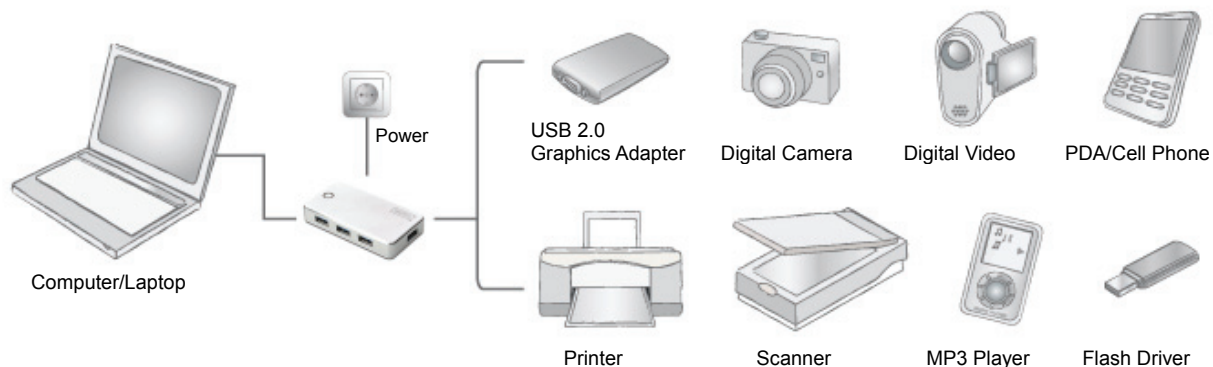 Power
USB 2.0
Graphics Adapter
Digital Camera
Digital Video
PDA/Cell Phone
Computer/Laptop
Printer
Scanner
MP3 Player
Flash Driver